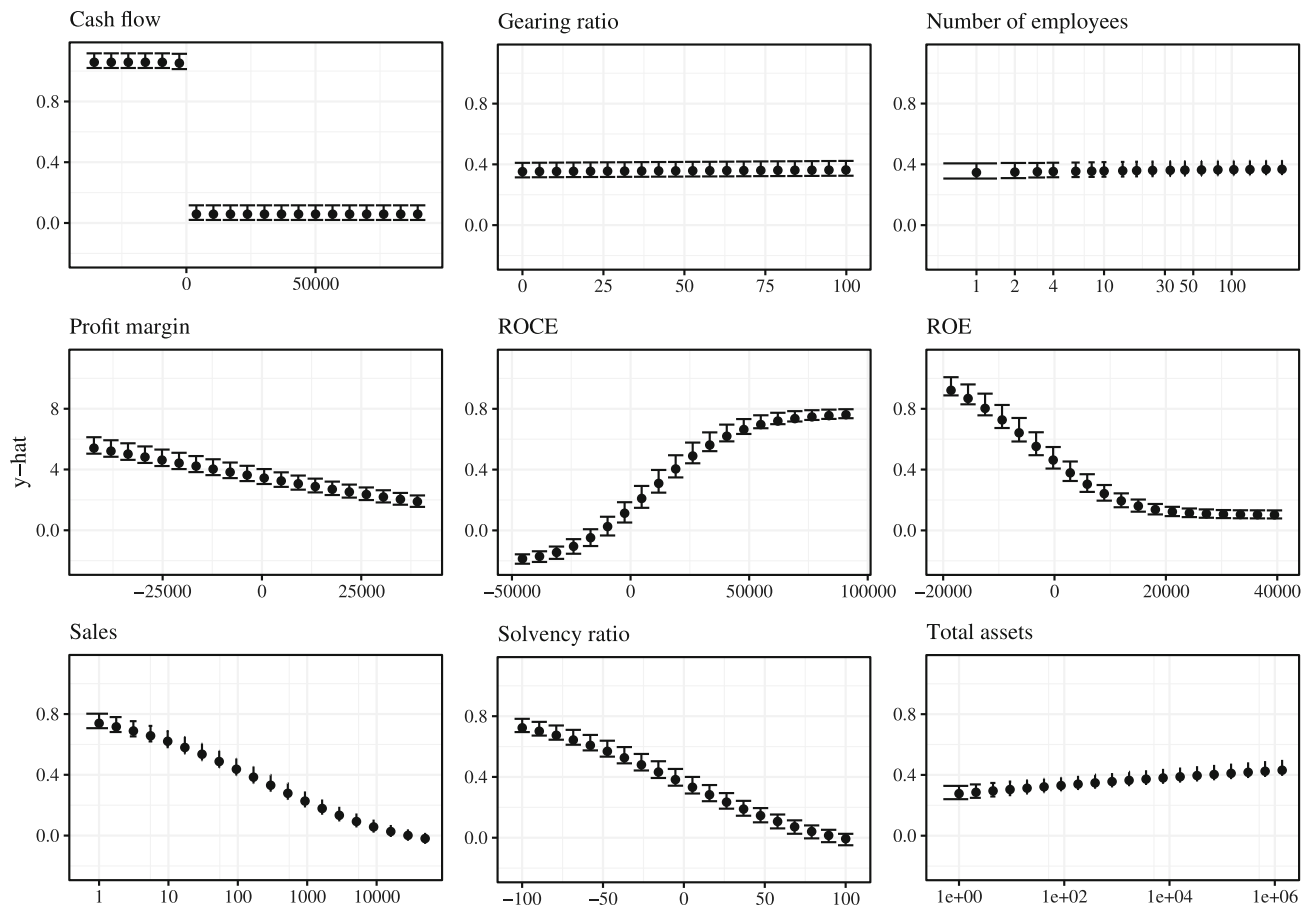 Cash flow
Gearing ratio
Number of employees
0.8
0.4
0.0
0 50000
0.8
0.4
0.0
0 25 50 75 100
0.8
0.4
0.0
1 2 4 10 30 50 100
y−hat
Profit margin
ROCE
ROE
8
4
0.0
−25000 0 25000
0.8
0.4
0.0
−50000 0 50000 100000
0.8
0.4
0.0
−20000 0 20000 40000
Sales
Solvency ratio
Total assets
0.8
0.4
0.0
1 10 100 1000 10000
0.8
0.4
0.0
−100 −50 0 50 100
0.8
0.4
0.0
1e+00 1e+02 1e+04 1e+06